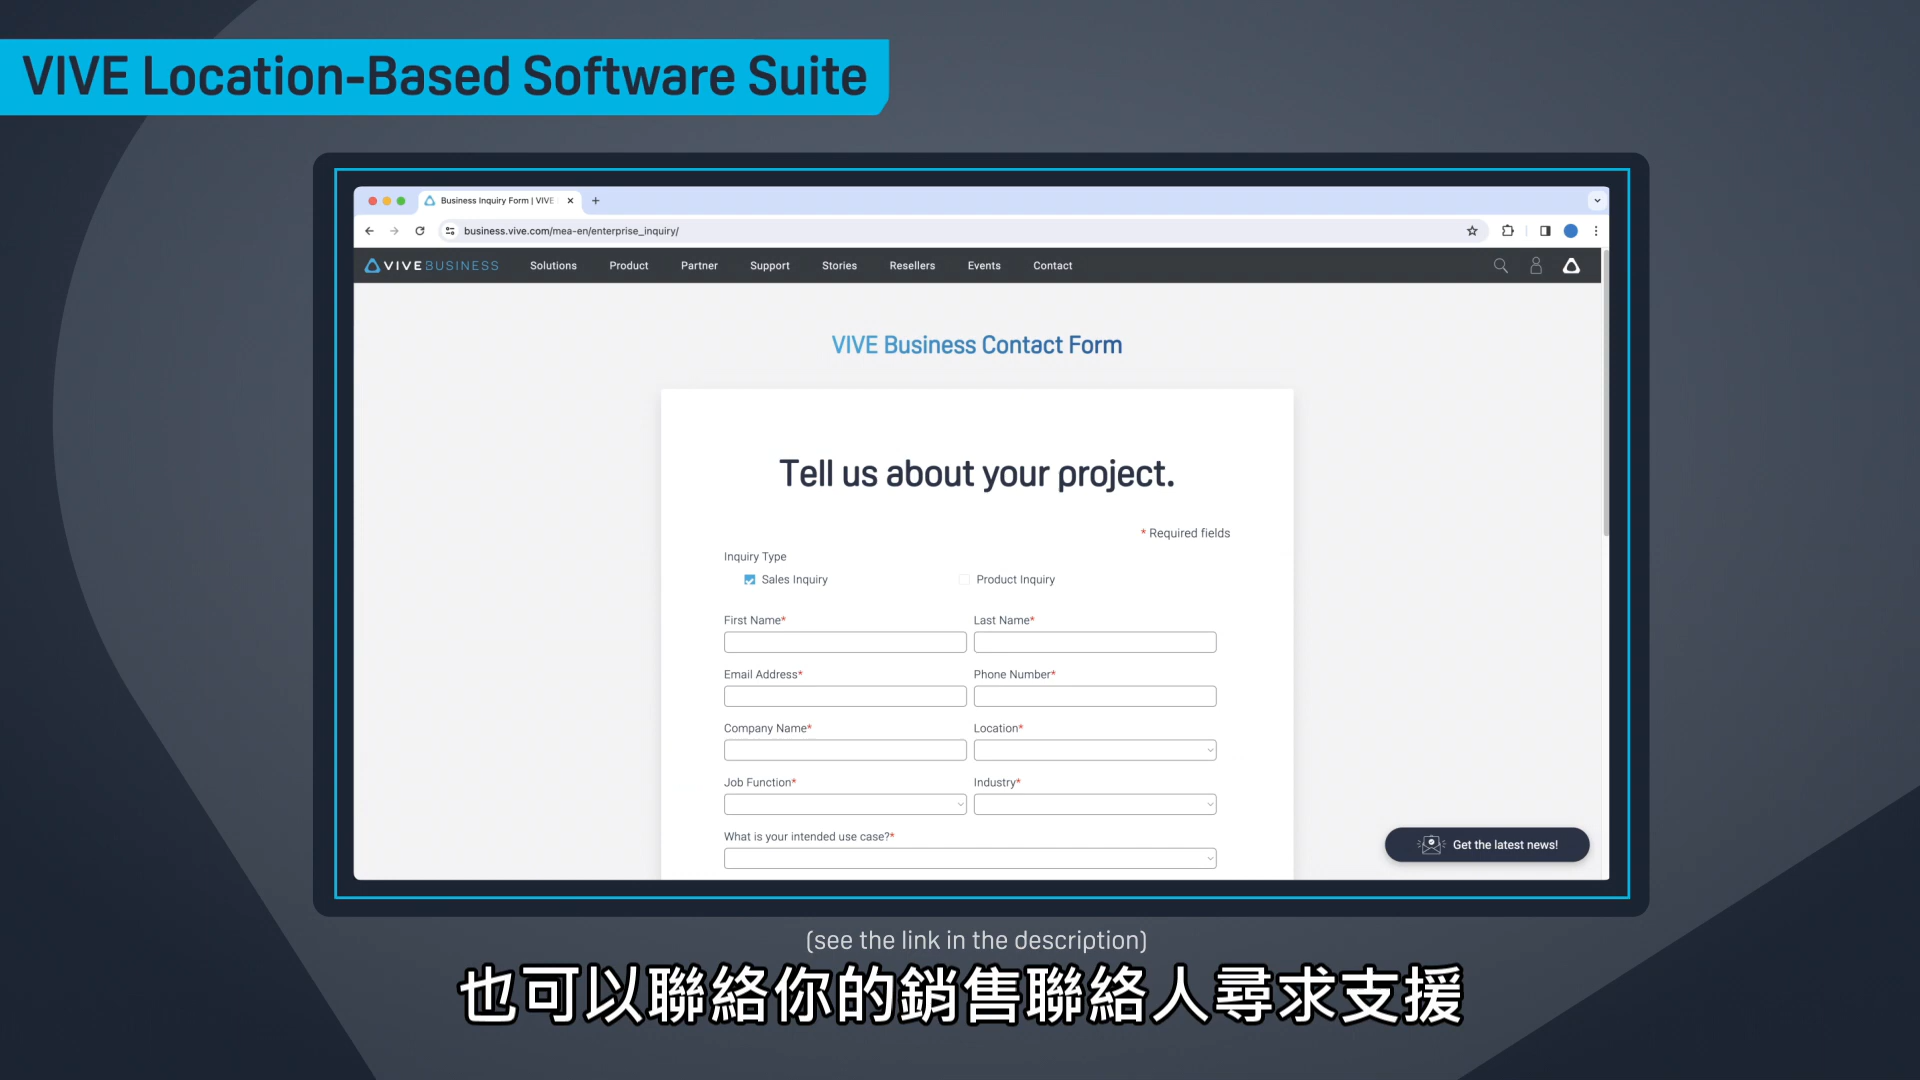 VIVE Location-Based Software Suite
Business Inquiry Form | VIVE
business.vive.com/mea-en/enterprise_inquiry/
VIVE BUSINESS Solutions Product Partner Support Stories Resellers Events Contact
VIVE Business Contact Form
Tell us about your project.
* Required fields
Inquiry Type
Sales Inquiry Product Inquiry
First Name* Last Name*
Email Address* Phone Number*
Company Name* Location*
Job Function* Industry*
What is your intended use case?*
Get the latest news!
(see the link in the description)
也可以聯絡你的銷售聯絡人尋求支援